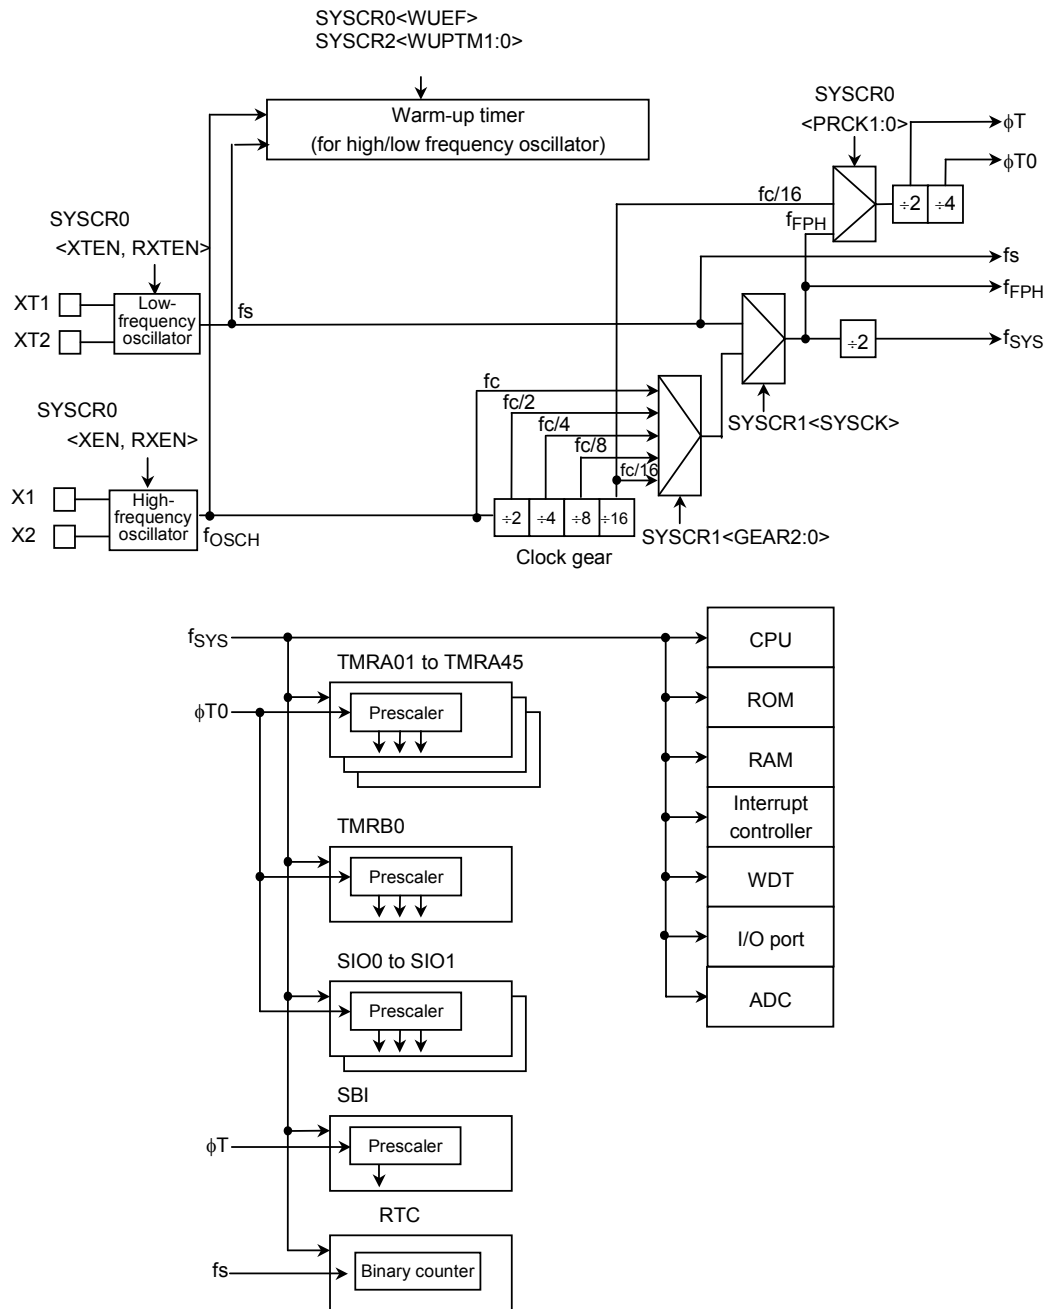 SYSCR0<WUEF>
SYSCR2<WUPTM1:0>
Warm-up timer
(for high/low frequency oscillator)
SYSCR0
<PRCK1:0>
ϕT
ϕT0
fc/16
fFPH
÷2
÷4
SYSCR0
<XTEN, RXTEN>
XT1
XT2
Low-
frequency
oscillator
fs
fs
fFPH
÷2
fSYS
SYSCR1<SYSCK>
fc
fc/2
fc/4
fc/8
fc/16
SYSCR0
<XEN, RXEN>
X1
X2
High-
frequency
oscillator
fOSCH
÷2
÷4
÷8
÷16
Clock gear
SYSCR1<GEAR2:0>
fSYS
TMRA01 to TMRA45
ϕT0
Prescaler
TMRB0
Prescaler
SIO0 to SIO1
Prescaler
SBI
ϕT
Prescaler
RTC
fs
Binary counter
CPU
ROM
RAM
Interrupt
controller
WDT
I/O port
ADC